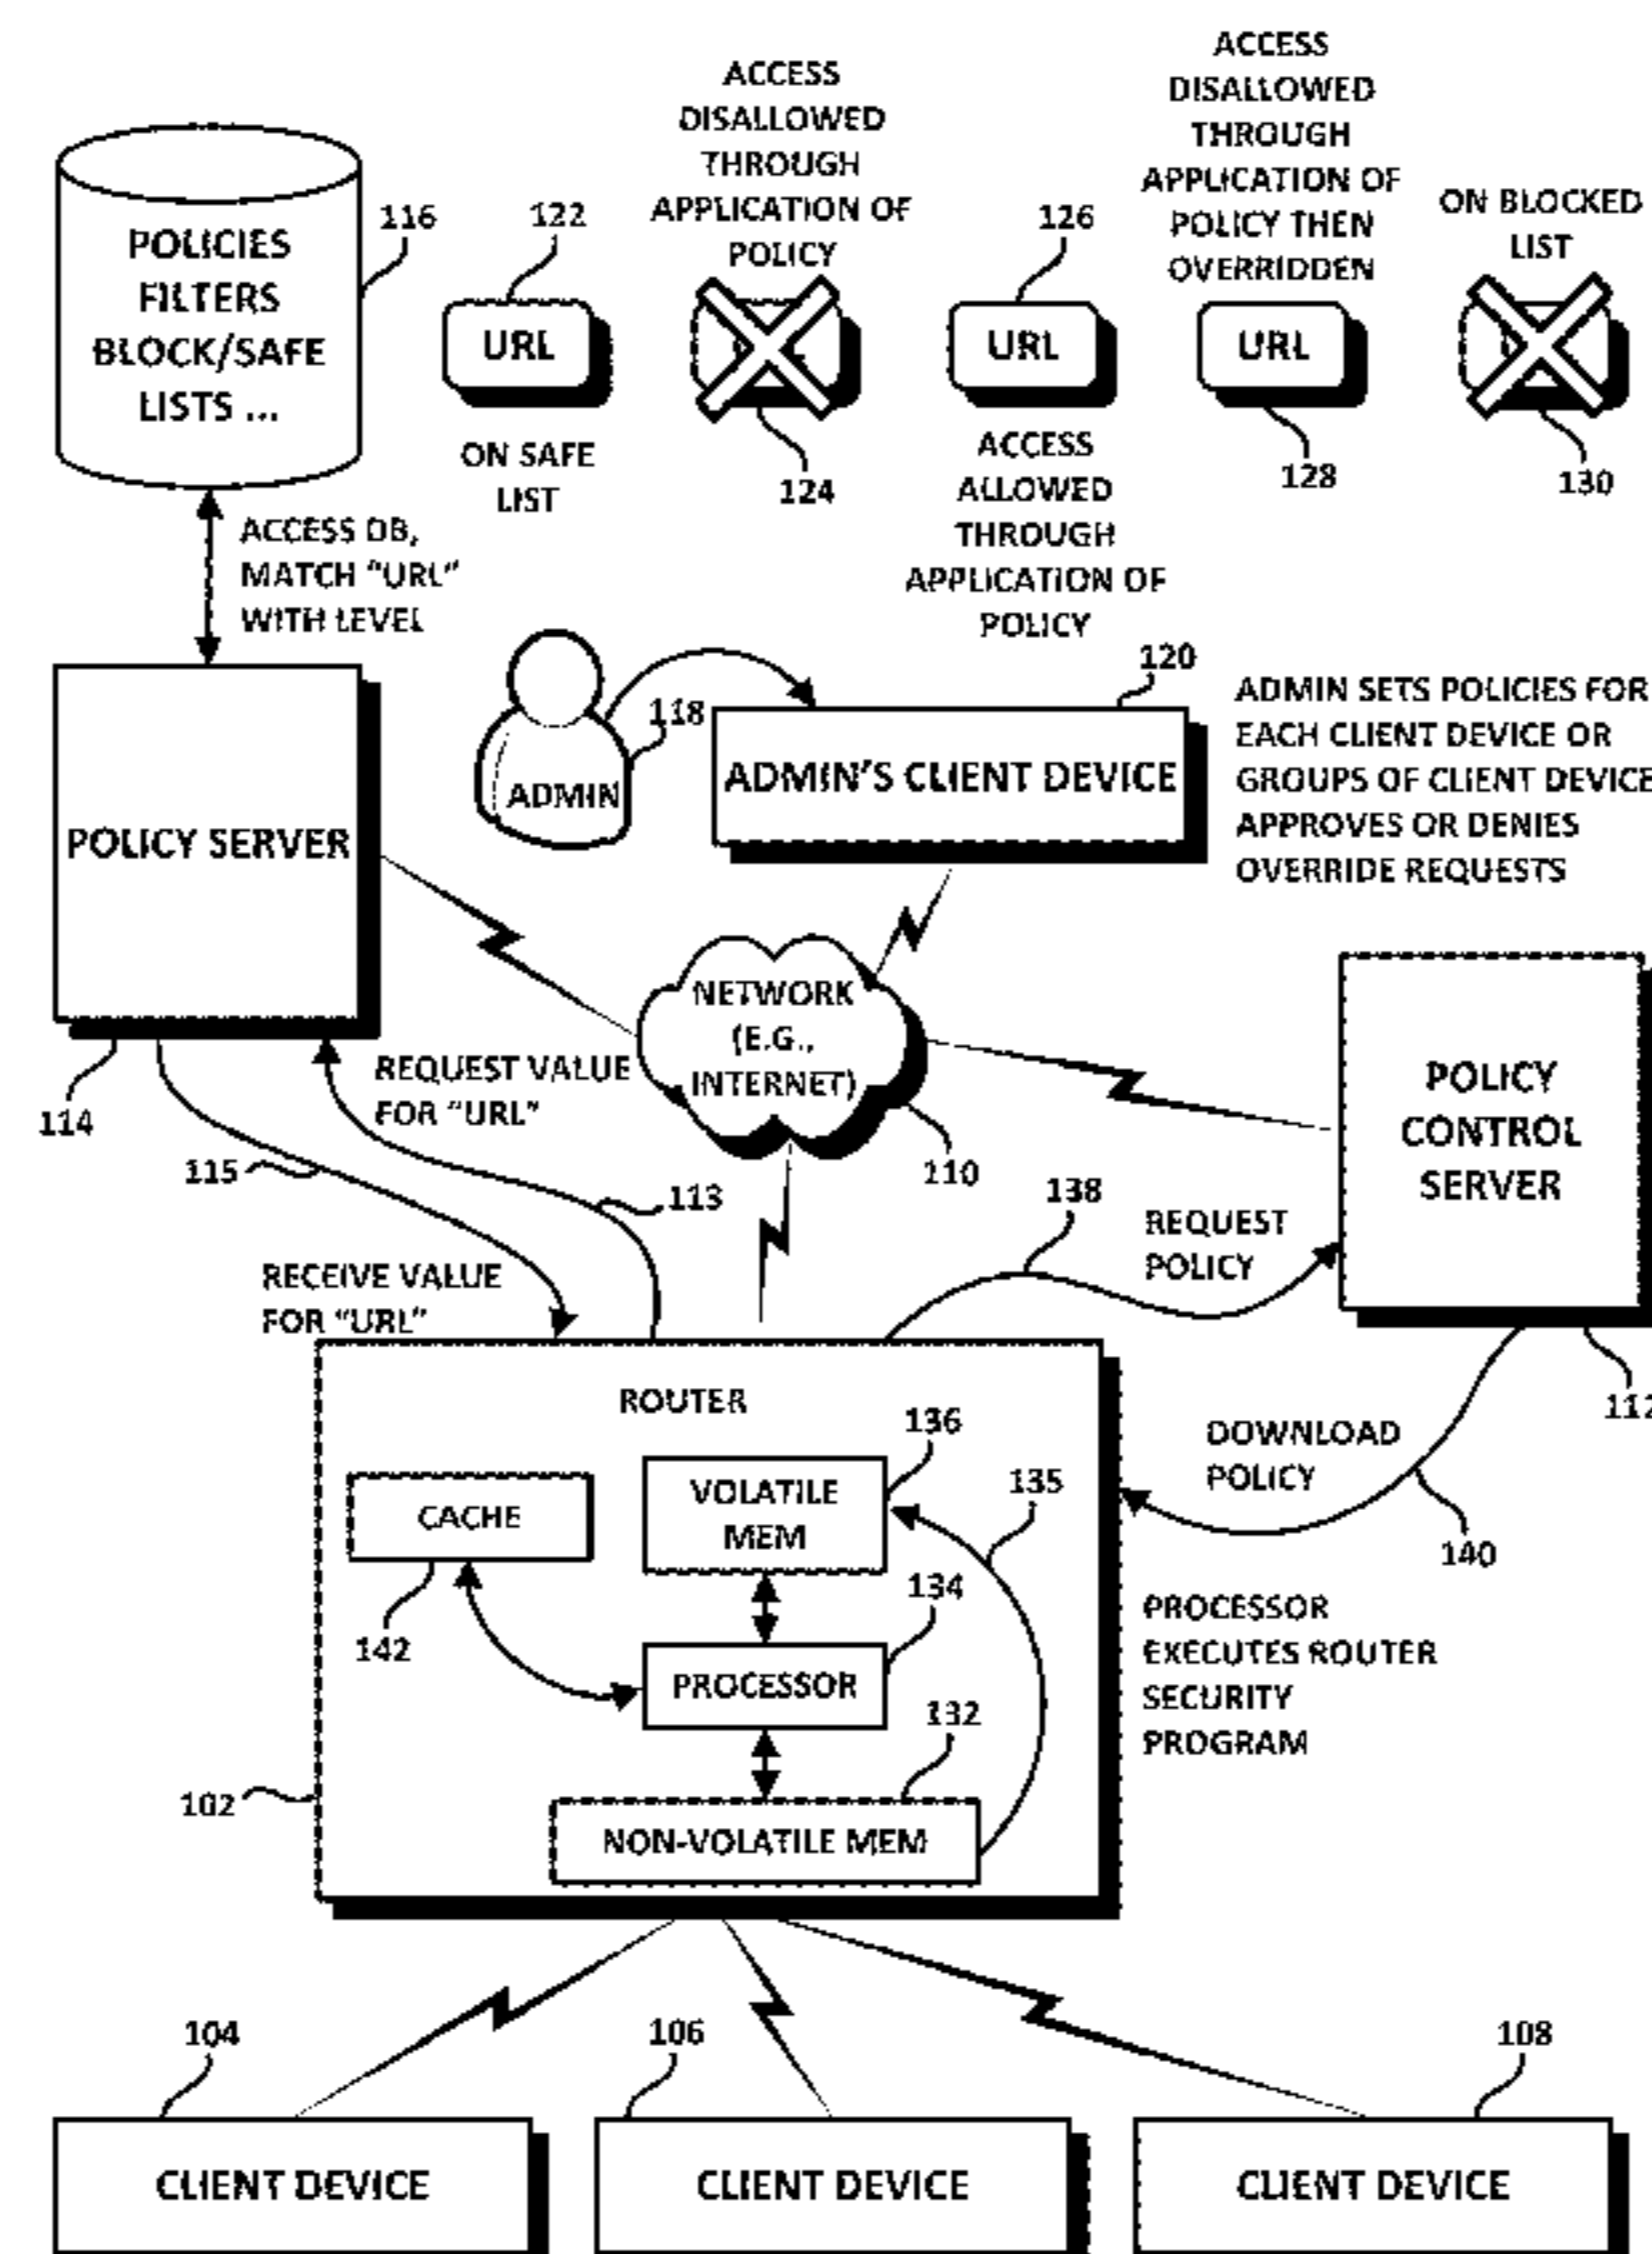 ACCESS
DISALLOWED
THROUGH
APPLICATION OF
POLICY
ACCESS
DISALLOWED
THROUGH
APPLICATION OF
POLICY THEN
OVERRIDDEN
ON BLOCKED
LIST
116
122
126
POLICIES
FILTERS
BLOCK/SAFE
LISTS ...
URL
URL
URL
ON SAFE
LIST
124
ACCESS
ALLOWED
THROUGH
APPLICATION OF
POLICY
128
130
ACCESS DB,
MATCH "URL"
WITH LEVEL
118
120
ADMIN
ADMIN'S CLIENT DEVICE
ADMIN SETS POLICIES FOR
EACH CLIENT DEVICE OR
GROUPS OF CLIENT DEVICE
APPROVES OR DENIES
OVERRIDE REQUESTS
POLICY SERVER
NETWORK
(E.G.,
INTERNET)
POLICY
CONTROL
SERVER
114
REQUEST VALUE
FOR "URL"
115
113
110
138
REQUEST
POLICY
RECEIVE VALUE
FOR "URL"
112
ROUTER
136
135
DOWNLOAD
POLICY
140
CACHE
VOLATILE
MEM
142
134
PROCESSOR
132
PROCESSOR
EXECUTES ROUTER
SECURITY
PROGRAM
102
NON-VOLATILE MEM
104
106
108
CLIENT DEVICE
CLIENT DEVICE
CLIENT DEVICE